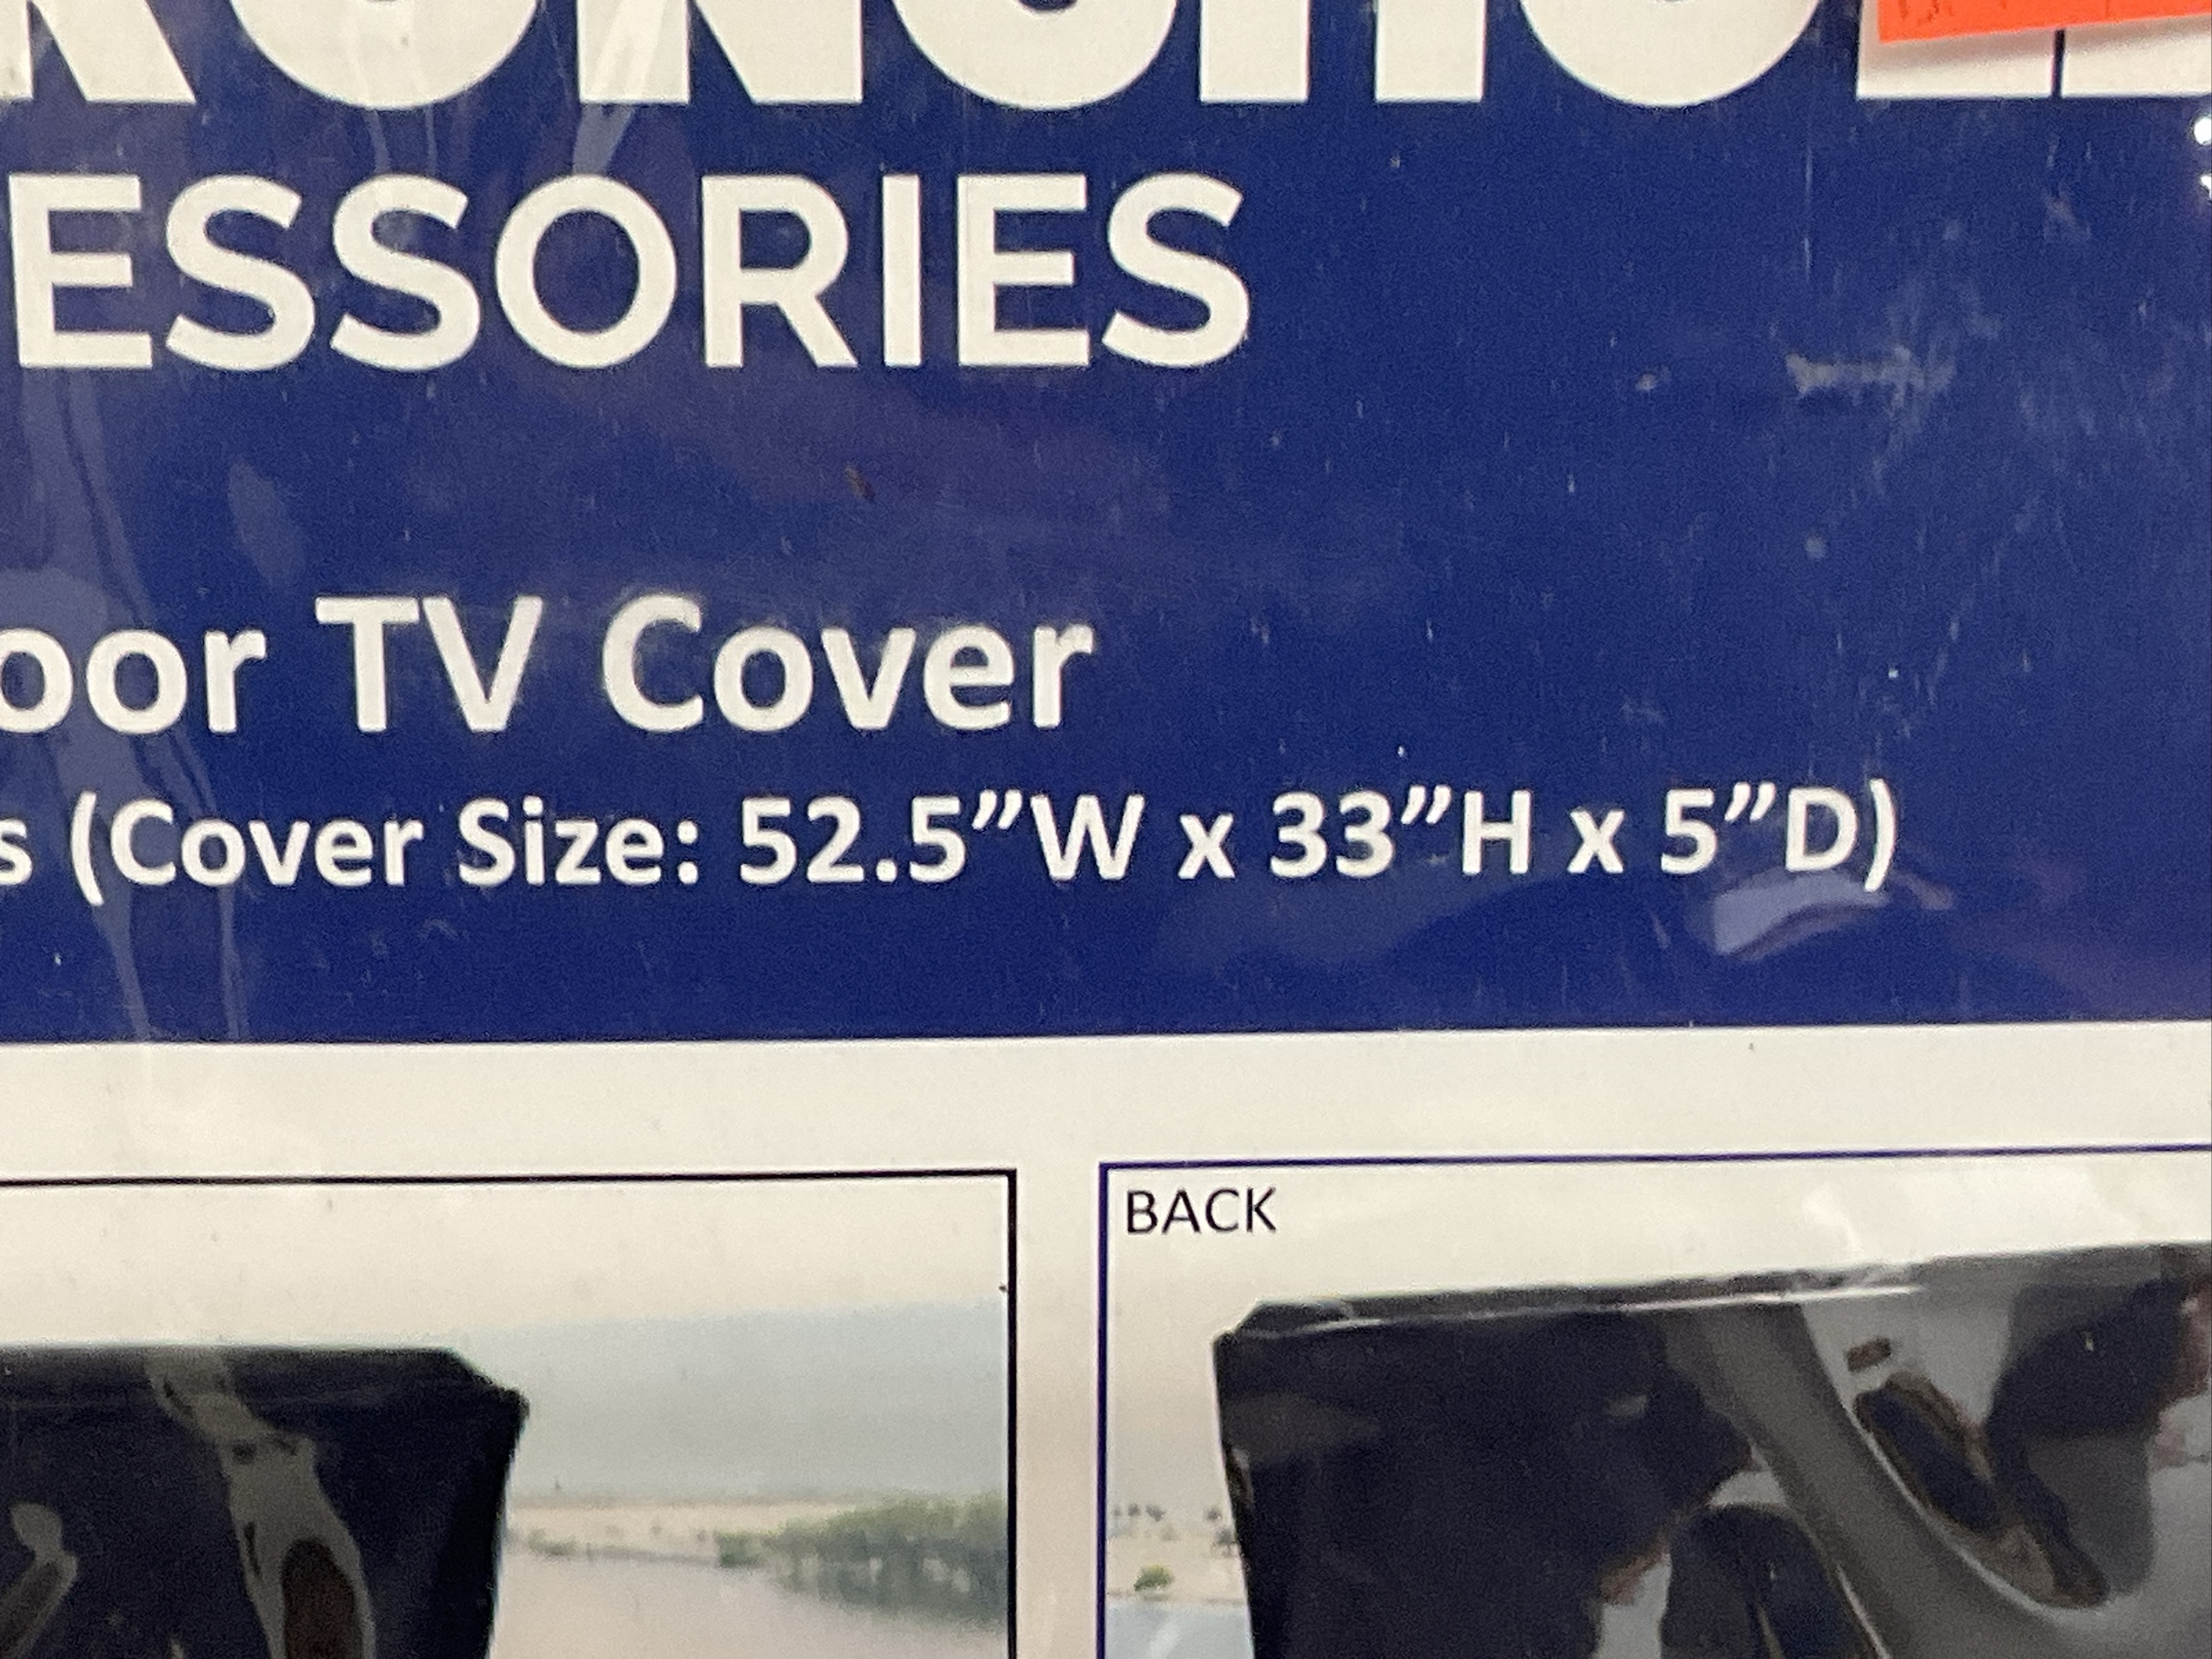 ESSORIES
oor TV Cover
s (Cover Size: 52.5”W x 33”H x 5”D)
BACK